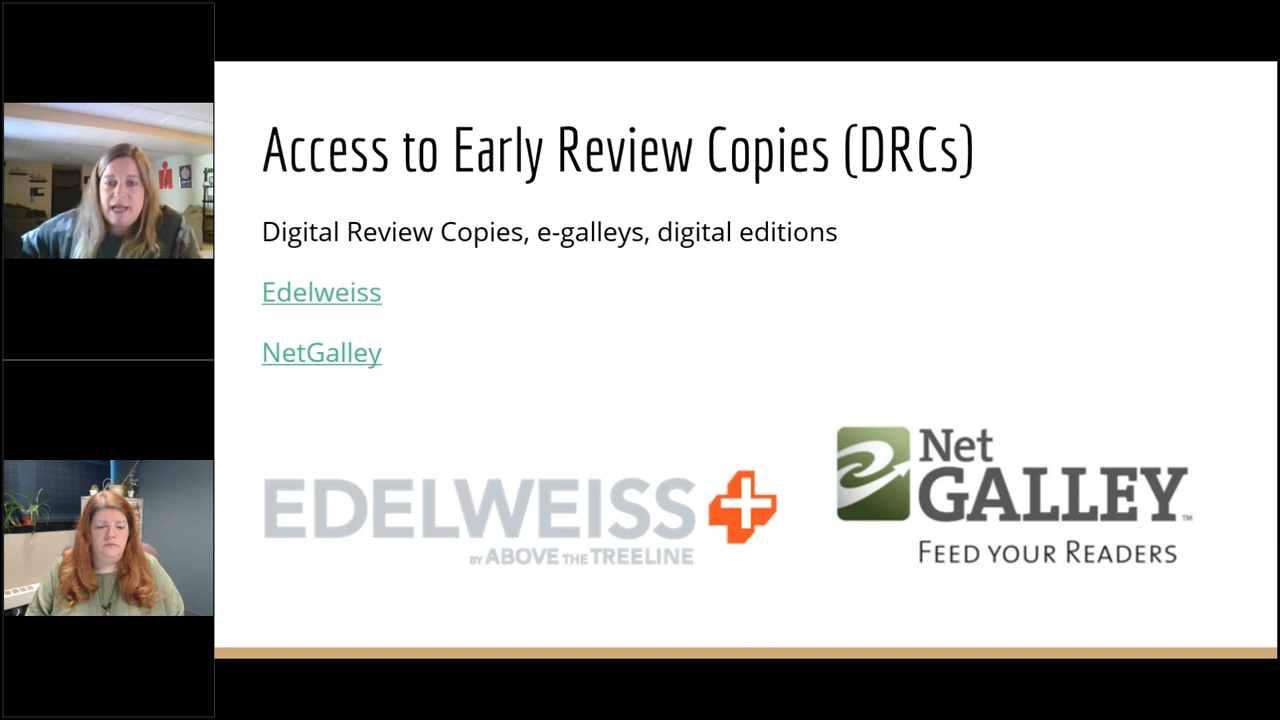 Access to Early Review Copies (DRCs)
Digital Review Copies, e-galleys, digital editions
Edelweiss
NetGalley
EDELWEISS
BY ABOVE THE TREELINE
Net
GALLEY™
FEED YOUR READERS